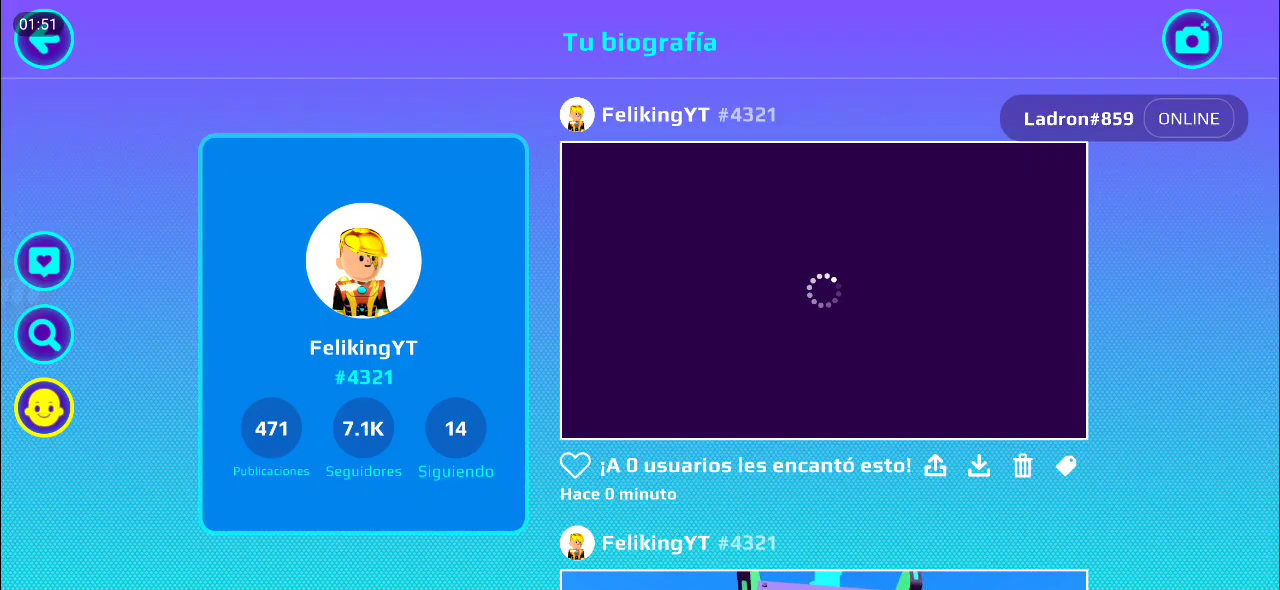 01:51
Tu biografía
FelikingYT #4321
Ladron#859 ONLINE
FelikingYT
#4321
471 7.1K 14
Publicaciones Seguidores Siguiendo
¡A 0 usuarios les encantó esto!
Hace 0 minuto
FelikingYT #4321